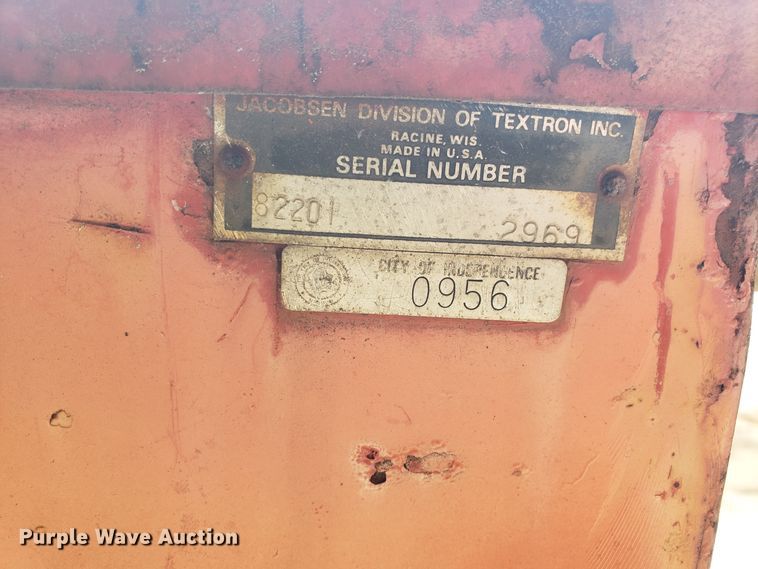 JACOBSEN DIVISION OF TEXTRON INC.
RACINE, WIS.
MADE IN U.S.A.
SERIAL NUMBER
82201 2969
CITY OF INDEPENDENCE
0956
Purple Wave Auction